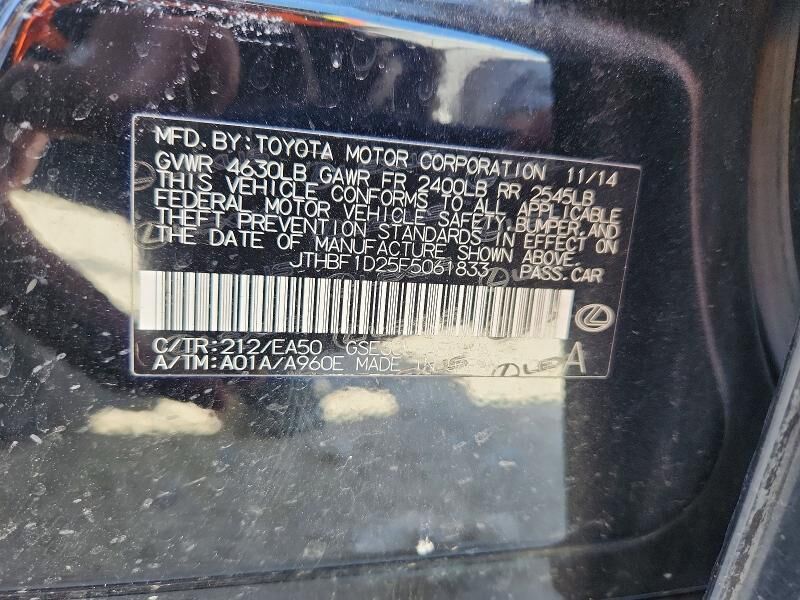 MFD. BY: TOYOTA MOTOR CORPORATION 11/14
GVWR 4630LB GAWR FR 2400LB RR 2545LB
THIS VEHICLE CONFORMS TO ALL APPLICABLE
FEDERAL MOTOR VEHICLE SAFETY, BUMPER, AND
THEFT PREVENTION STANDARDS IN EFFECT ON
THE DATE OF MANUFACTURE SHOWN ABOVE.
JTHBF1D25F5061833 PASS.CAR
C/TR:212/EA50
A/TM:A01A/A960E MADE IN
A